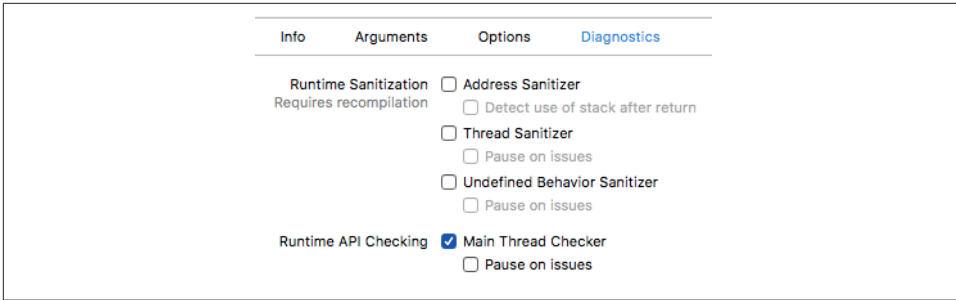 Info Arguments Options Diagnostics
Runtime Sanitization Address Sanitizer
Requires recompilation Detect use of stack after return
Thread Sanitizer
Pause on issues
Undefined Behavior Sanitizer
Pause on issues
Runtime API Checking Main Thread Checker
Pause on issues